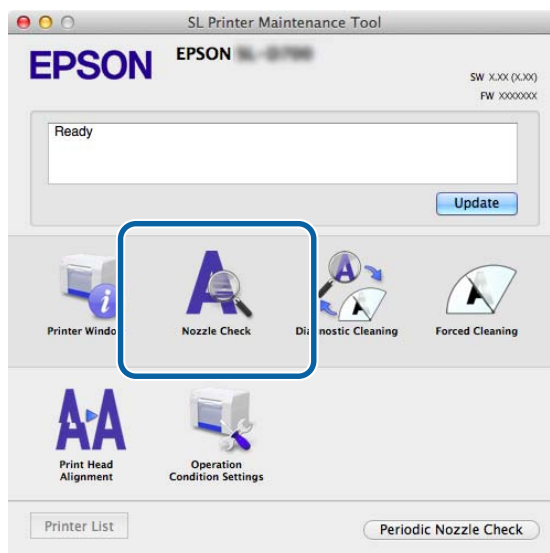 SL Printer Maintenance Tool
EPSON
EPSON
SW X.XX (X.XX)
FW XXXXXXX
Ready
Update
Printer Windo
Nozzle Check
Di nostic Cleaning
Forced Cleaning
Print Head
Alignment
Operation
Condition Settings
Printer List
Periodic Nozzle Check